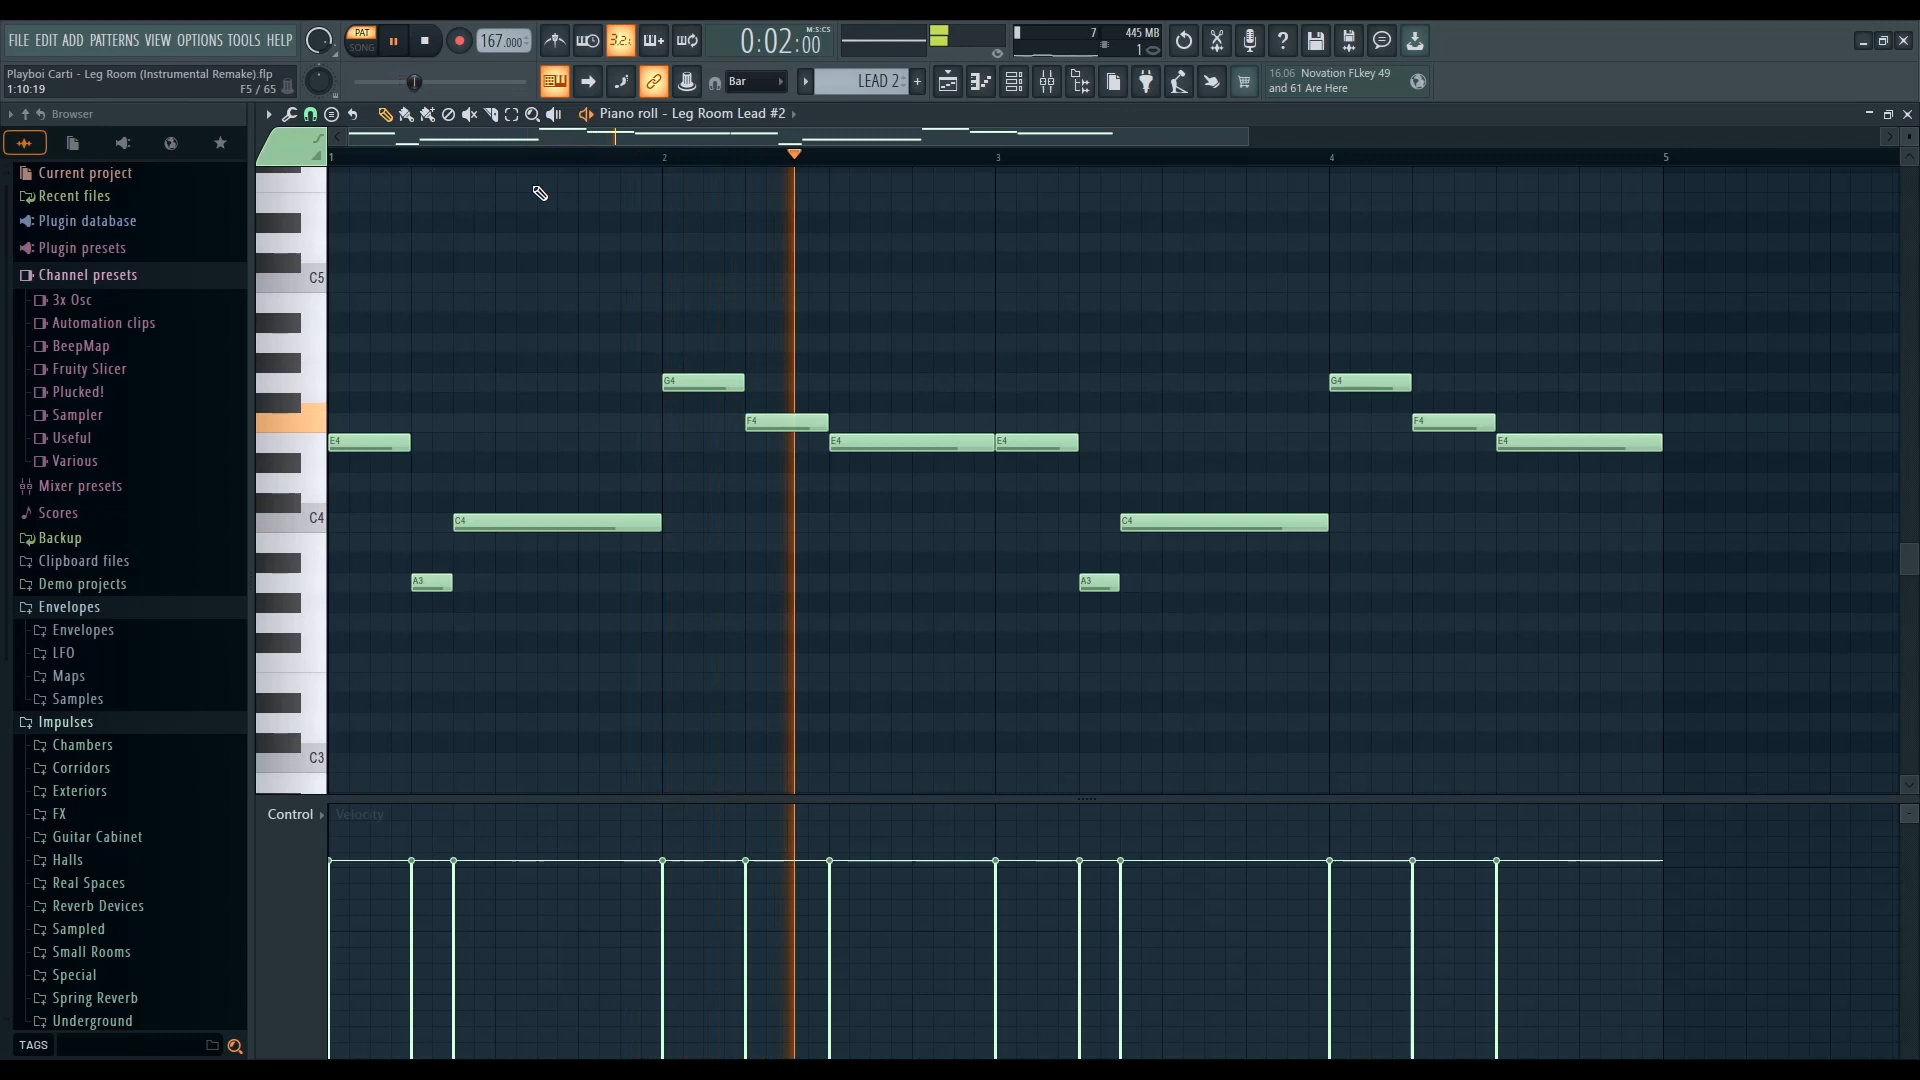 FILE EDIT ADD PATTERNS VIEW OPTIONS TOOLS HELP
PAT
SONG
167.000
3.2.
0:02:00
M:S:CS
7
445 MB
1
Playboi Carti - Leg Room (Instrumental Remake).flp
1:10:19
F5 / 65
Bar
LEAD 2
16.06 Novation FLkey 49
and 61 Are Here
Browser
Piano roll - Leg Room Lead #2
1
2
3
4
5
Current project
Recent files
Plugin database
Plugin presets
Channel presets
3x Osc
Automation clips
BeepMap
Fruity Slicer
Plucked!
Sampler
Useful
Various
Mixer presets
Scores
Backup
Clipboard files
Demo projects
Envelopes
Envelopes
LFO
Maps
Samples
Impulses
Chambers
Corridors
Exteriors
FX
Guitar Cabinet
Halls
Real Spaces
Reverb Devices
Sampled
Small Rooms
Special
Spring Reverb
Underground
TAGS
C5
G4
G4
F4
F4
E4
E4
E4
E4
C4
C4
C4
A3
A3
C3
Control
Velocity